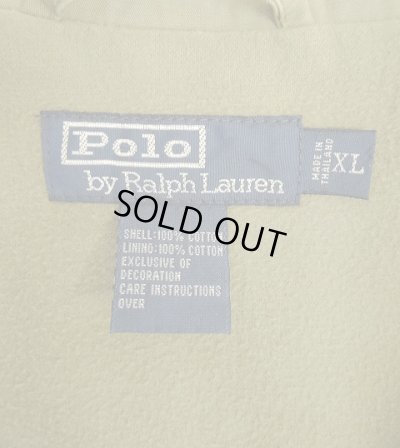 Polo
by Ralph Lauren
MADE IN
THAILAND
XL
SOLD OUT
SHELL:100% COTTON
LINING:100% COTTON
EXCLUSIVE OF
DECORATION
CARE INSTRUCTIONS
OVER